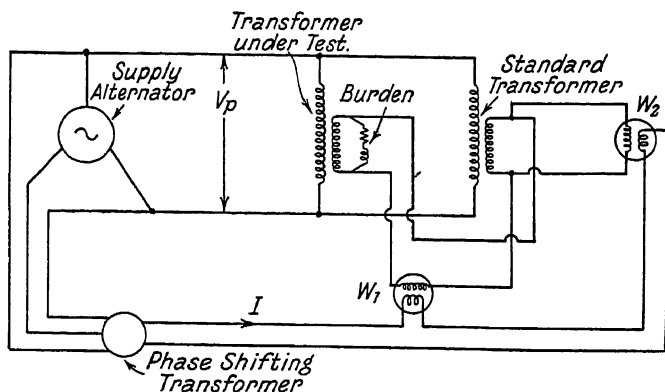 Transformer
under Test.
Supply
Alternator
Vp
Burden
Standard
Transformer
W2
W1
I
Phase Shifting
Transformer